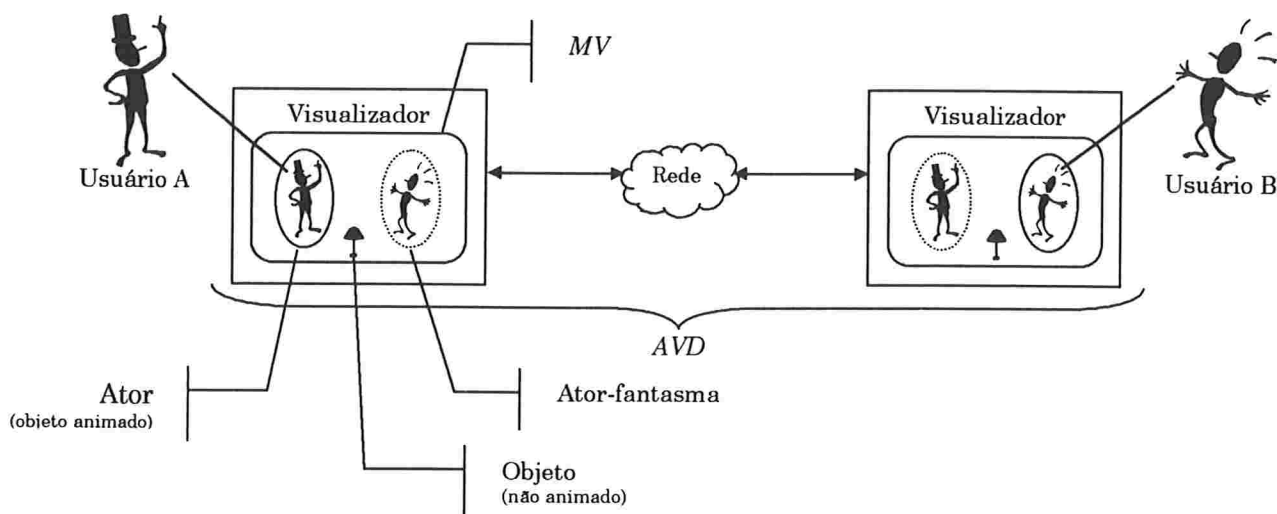 MV
Visualizador
Visualizador
Usuário A
Rede
Usuário B
AVD
Ator
(objeto animado)
Ator-fantasma
Objeto
(não animado)